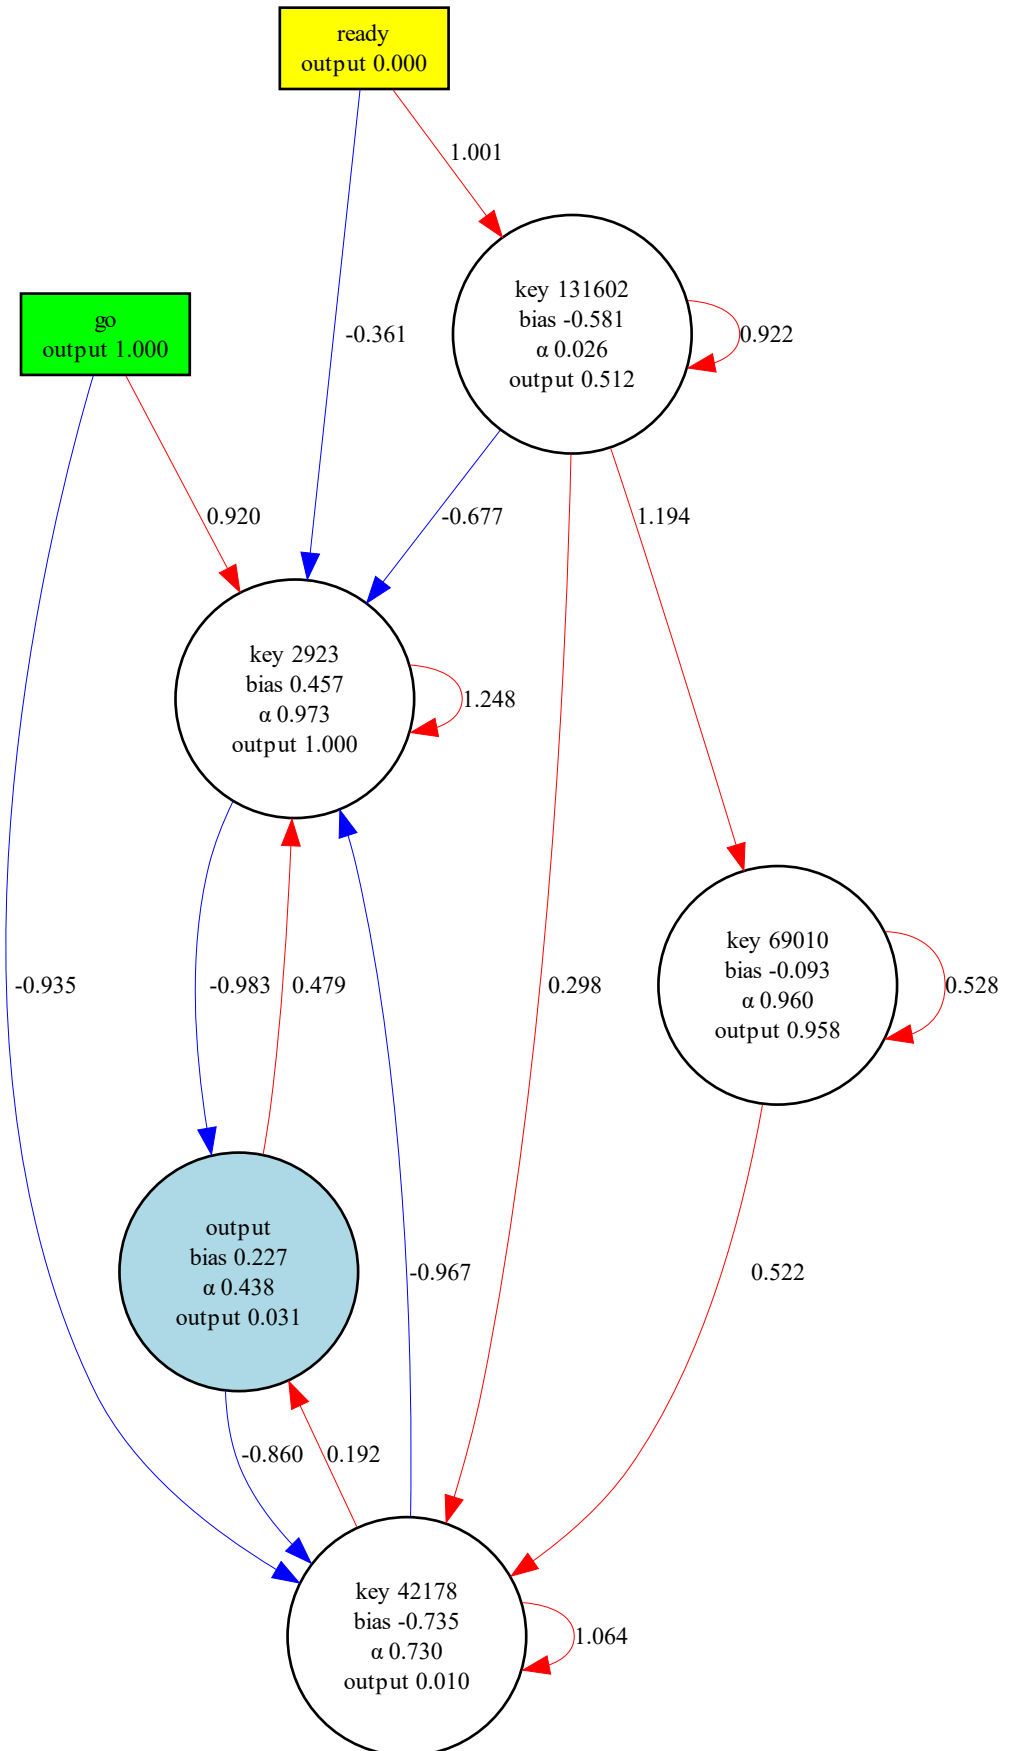 ready
output 0.000
1.001
key 131602
bias -0.581
α 0.026
output 0.512
0.922
go
output 1.000
-0.361
0.920
-0.677
1.194
key 2923
bias 0.457
α 0.973
output 1.000
1.248
key 69010
bias -0.093
α 0.960
output 0.958
0.528
-0.935
-0.983
0.479
0.298
output
bias 0.227
α 0.438
output 0.031
-0.967
0.522
-0.860
0.192
key 42178
bias -0.735
α 0.730
output 0.010
1.064